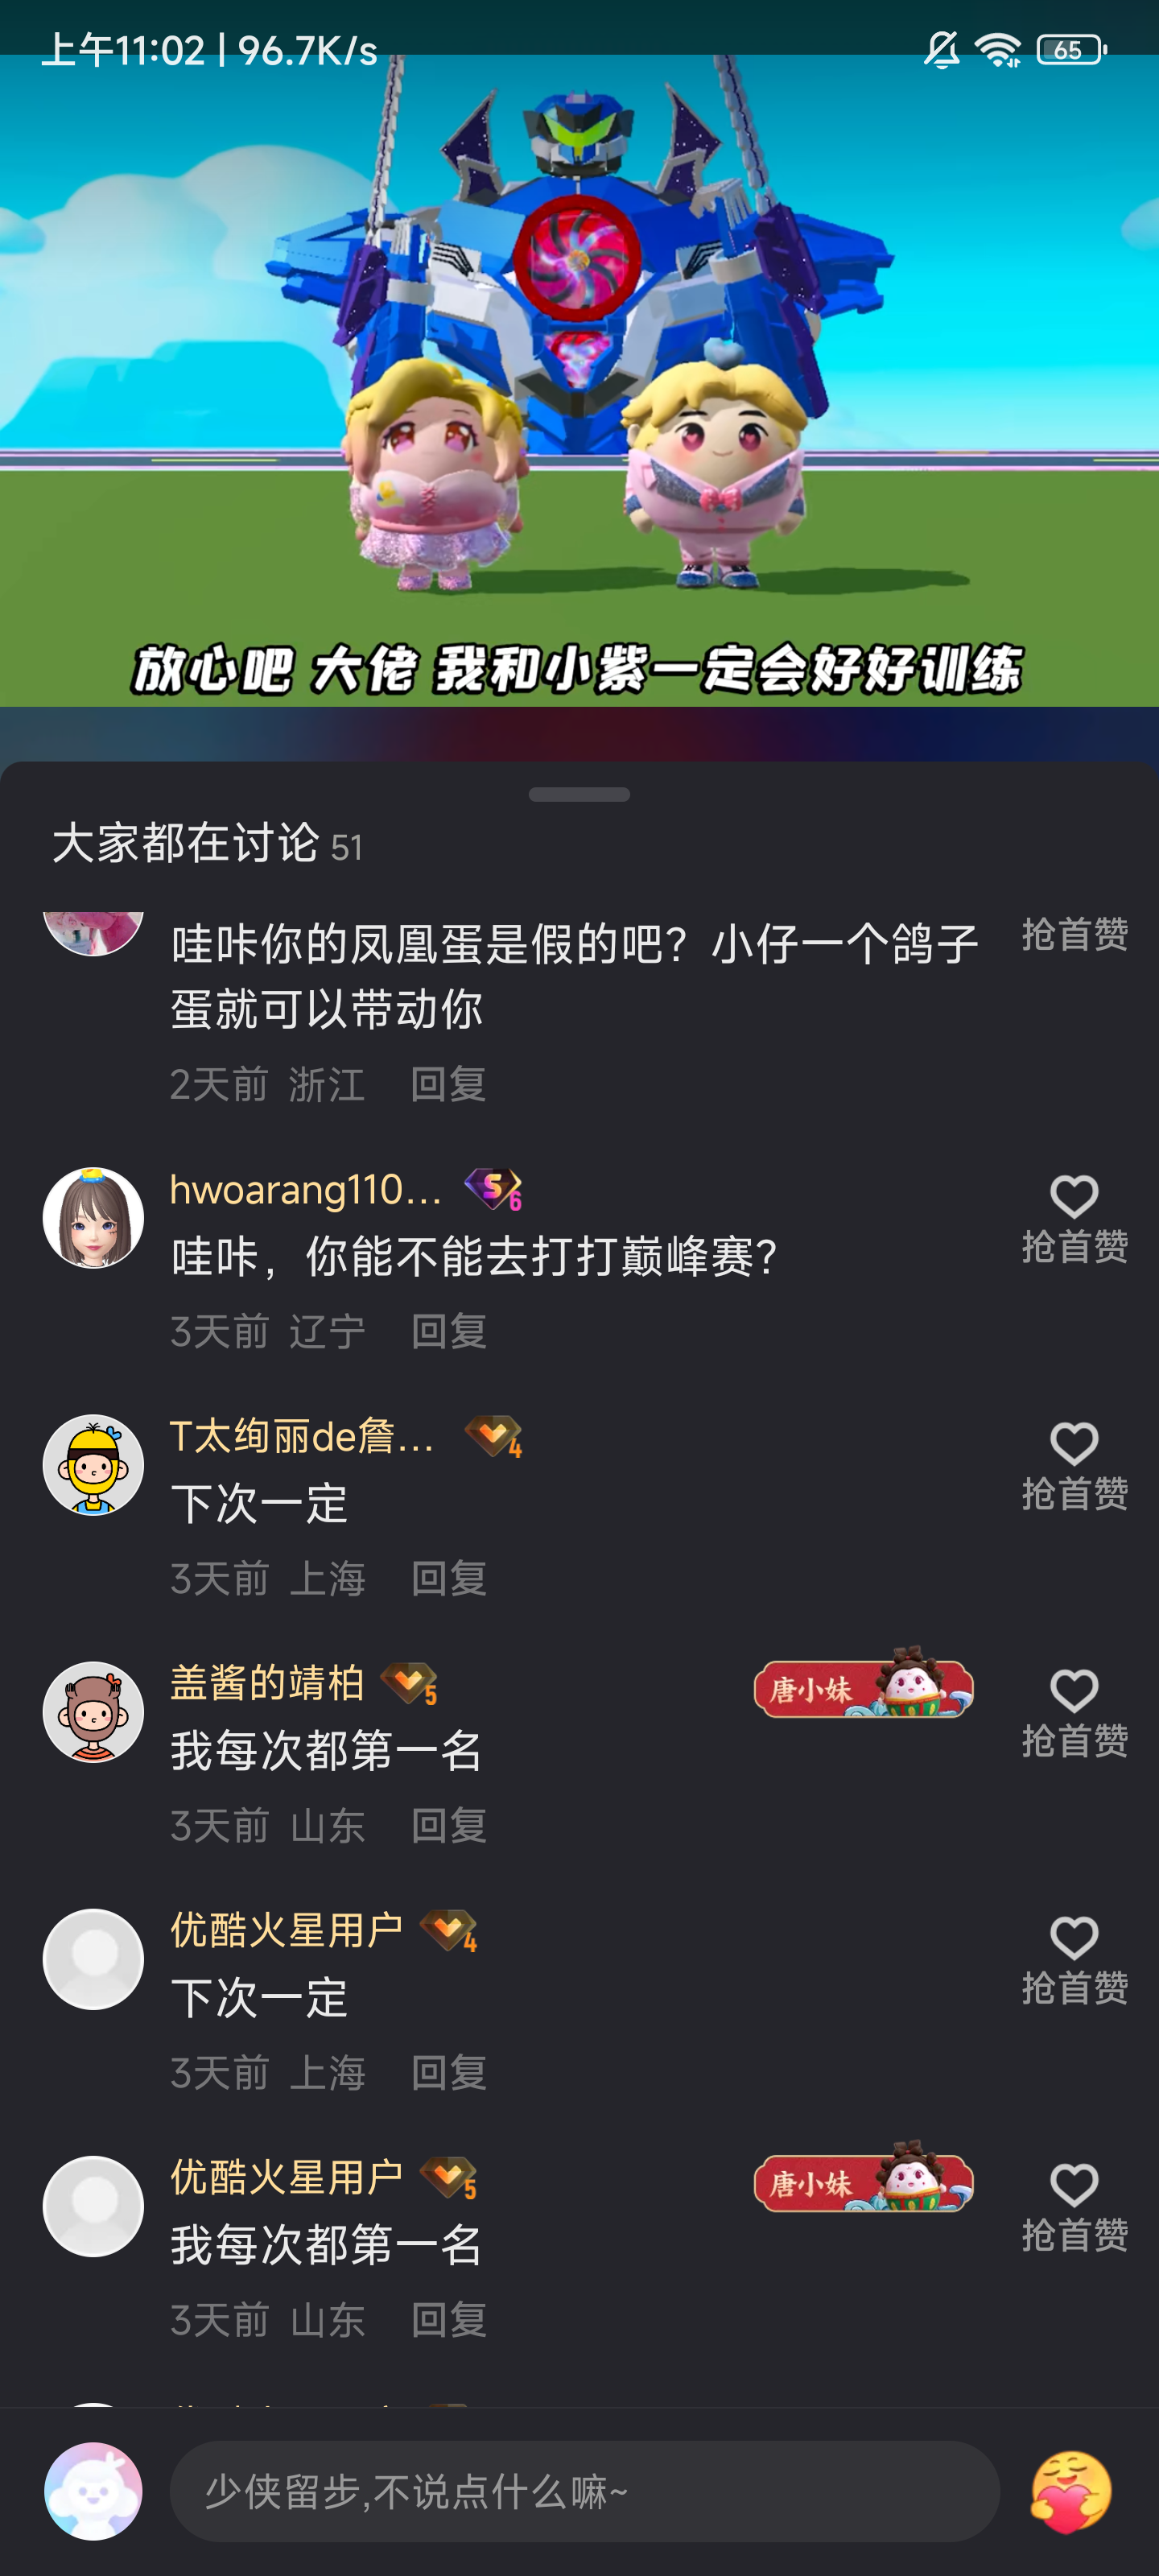 上午11:02 | 96.7K/s
65
放心吧 大佬 我和小紫一定会好好训练
大家都在讨论 51
哇咔你的凤凰蛋是假的吧？小仔一个鸽子
蛋就可以带动你
抢首赞
2天前 浙江 回复
hwoarang110... S 6
哇咔，你能不能去打打巅峰赛？
抢首赞
3天前 辽宁 回复
T太绚丽de詹... 4
下次一定
抢首赞
3天前 上海 回复
盖酱的靖柏 5
唐小妹
我每次都第一名
抢首赞
3天前 山东 回复
优酷火星用户 4
下次一定
抢首赞
3天前 上海 回复
优酷火星用户 5
唐小妹
我每次都第一名
抢首赞
3天前 山东 回复
少侠留步,不说点什么嘛~